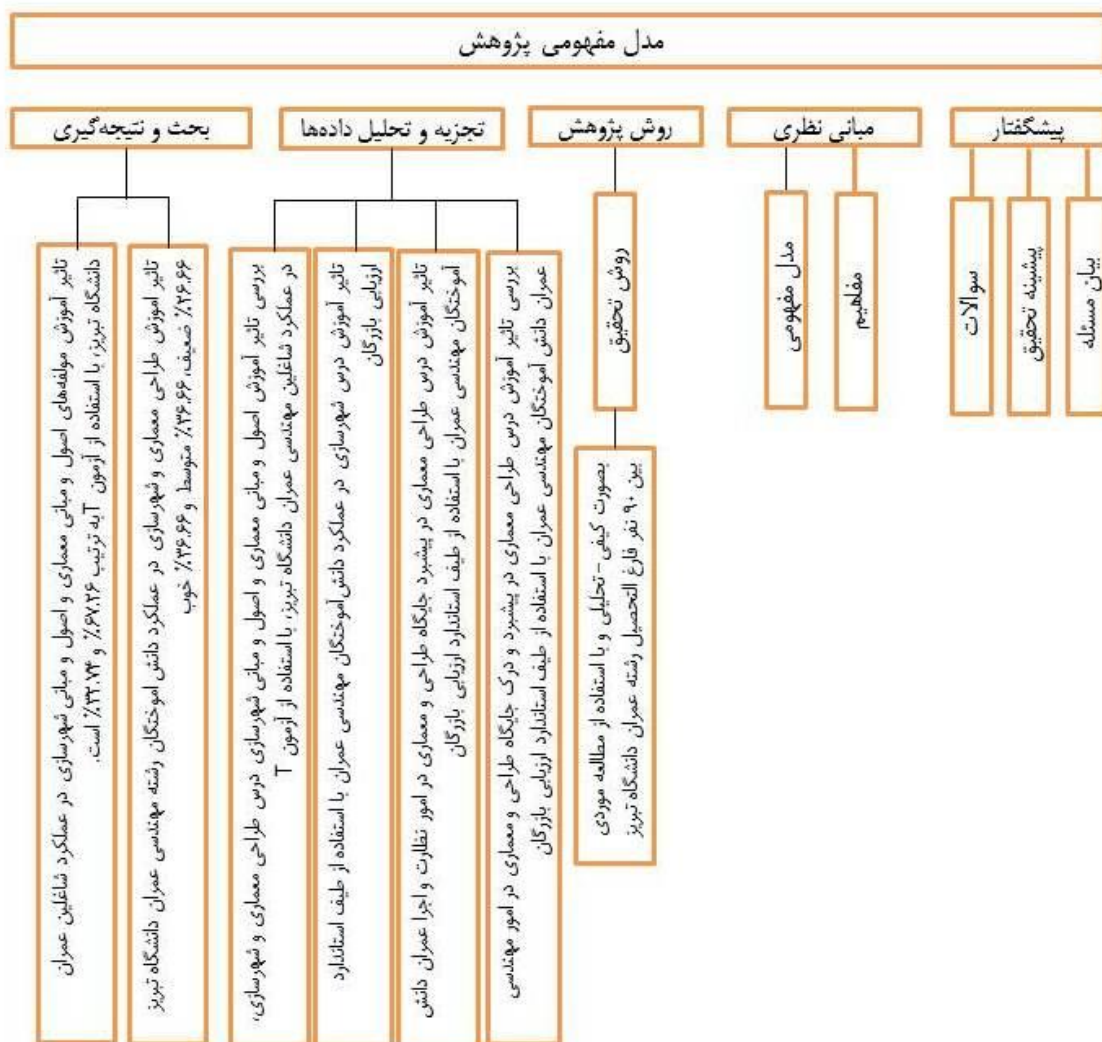 مدل مفهومی پژوهش
پیشگفتار
بیان مسئله
پیشینه تحقیق
سوالات
مبانی نظری
مفاهیم
مدل مفهومی
روش پژوهش
روش تحقیق
بصورت کیفی-تحلیلی و با استفاده از مطالعه موردی
بین ۹۰ نفر فارغ التحصیل رشته عمران دانشگاه تبریز
تجزیه و تحلیل داده‌ها
بررسی تاثیر آموزش درس طراحی معماری در پیشبرد و درک جایگاه طراحی و معماری در امور مهندسی
عمران دانش آموختگان مهندسی عمران با استفاده از طیف استاندارد ارزیابی بازرگان
تاثیر آموزش درس طراحی معماری در پیشبرد جایگاه طراحی و معماری در امور نظارت و اجرا عمران دانش
آموختگان مهندسی عمران با استفاده از طیف استاندارد ارزیابی بازرگان
تاثیر آموزش درس شهرسازی در عملکرد دانش‌آموختگان مهندسی عمران با استفاده از طیف استاندارد
ارزیابی بازرگان
بررسی تاثیر آموزش اصول و مبانی معماری و اصول و مبانی شهرسازی درس طراحی معماری و شهرسازی،
در عملکرد شاغلین مهندسی عمران دانشگاه تبریز، با استفاده از آزمون T
بحث و نتیجه‌گیری
تاثیر اموزش طراحی معماری و شهرسازی در عملکرد دانش اموختگان رشته مهندسی عمران دانشگاه تبریز
۲۶.۶۶٪ ضعیف، ۳۶.۶۶٪ متوسط و ۳۶.۶۶٪ خوب
تاثیر آموزش مولفه‌های اصول و مبانی معماری و اصول و مبانی شهرسازی در عملکرد شاغلین عمران
دانشگاه تبریز، با استفاده از آزمون T به ترتیب ۶۷.۲۶٪ و ۳۲.۷۴٪ است.